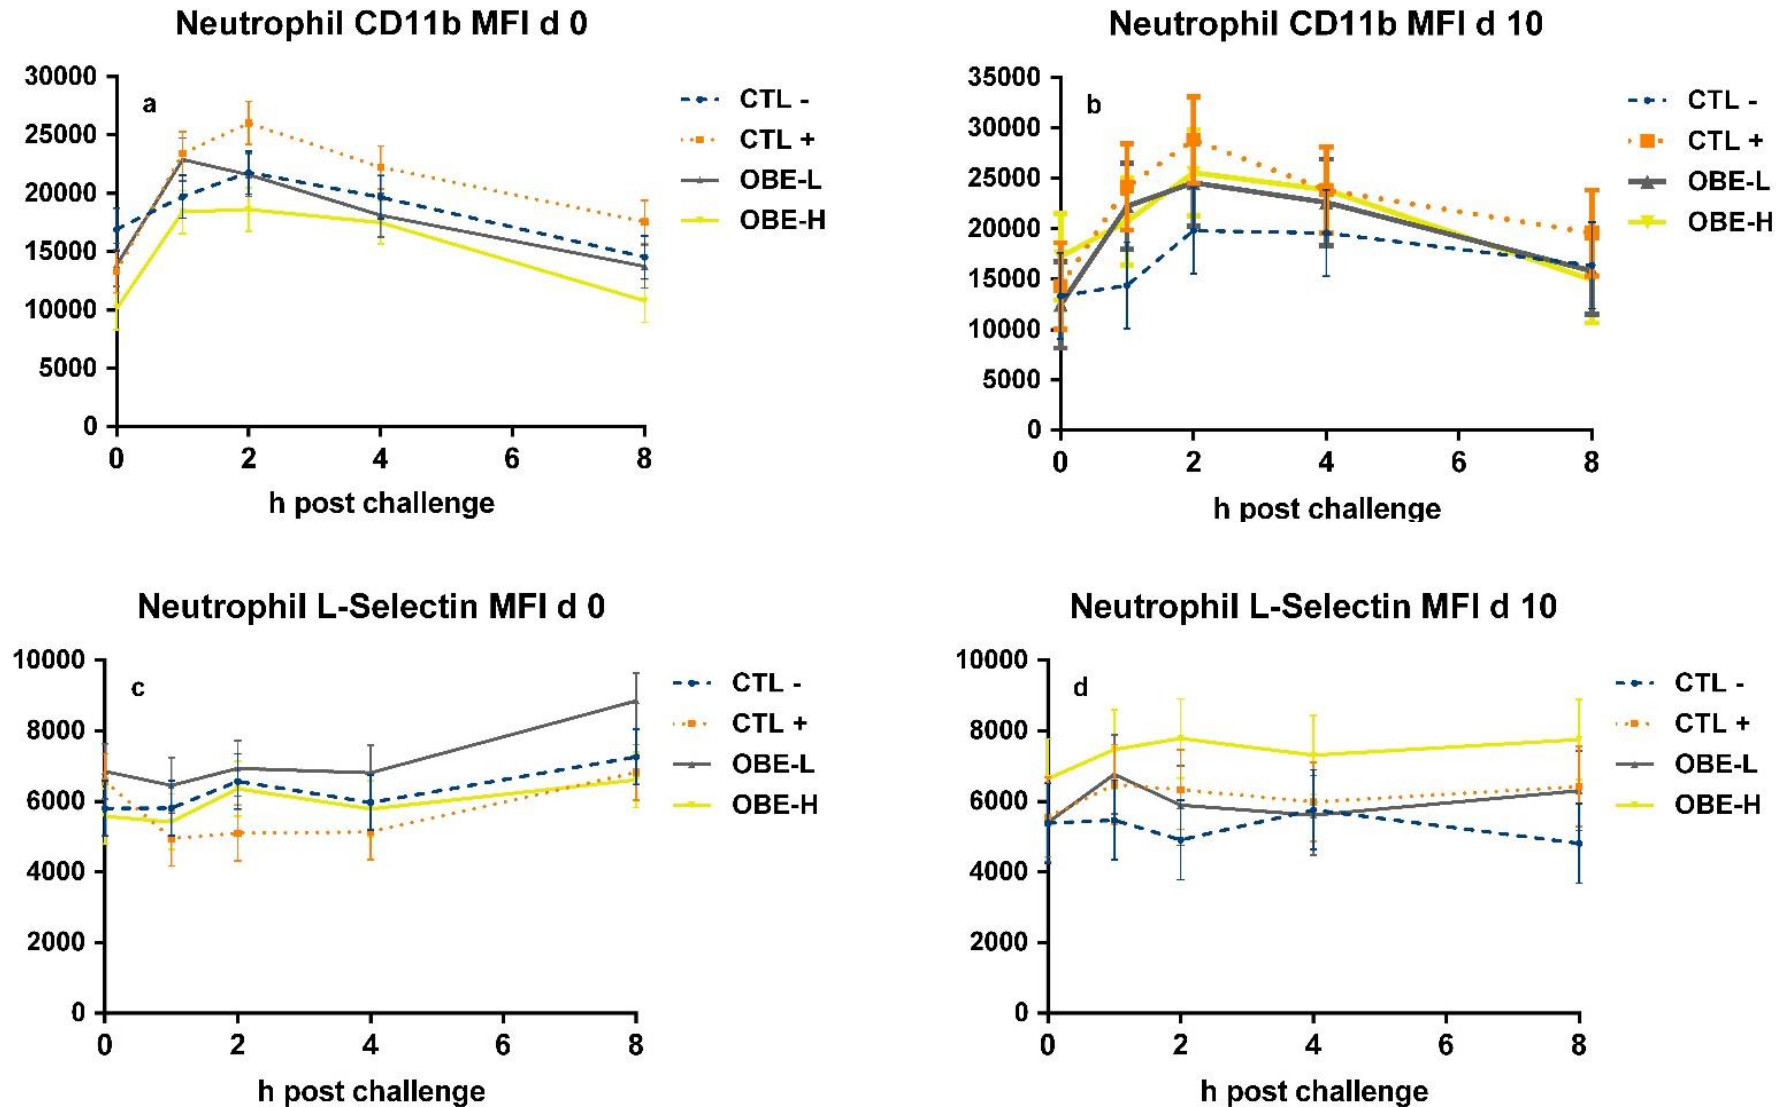 Neutrophil CD11b MFI d 0
30000
25000
20000
15000
10000
5000
0
a
0 2 4 6 8
h post challenge
CTL -
CTL +
OBE-L
OBE-H
Neutrophil CD11b MFI d 10
35000
30000
25000
20000
15000
10000
5000
0
b
0 2 4 6 8
h post challenge
CTL -
CTL +
OBE-L
OBE-H
Neutrophil L-Selectin MFI d 0
10000
8000
6000
4000
2000
0
c
0 2 4 6 8
h post challenge
CTL -
CTL +
OBE-L
OBE-H
Neutrophil L-Selectin MFI d 10
10000
8000
6000
4000
2000
0
d
0 2 4 6 8
h post challenge
CTL -
CTL +
OBE-L
OBE-H